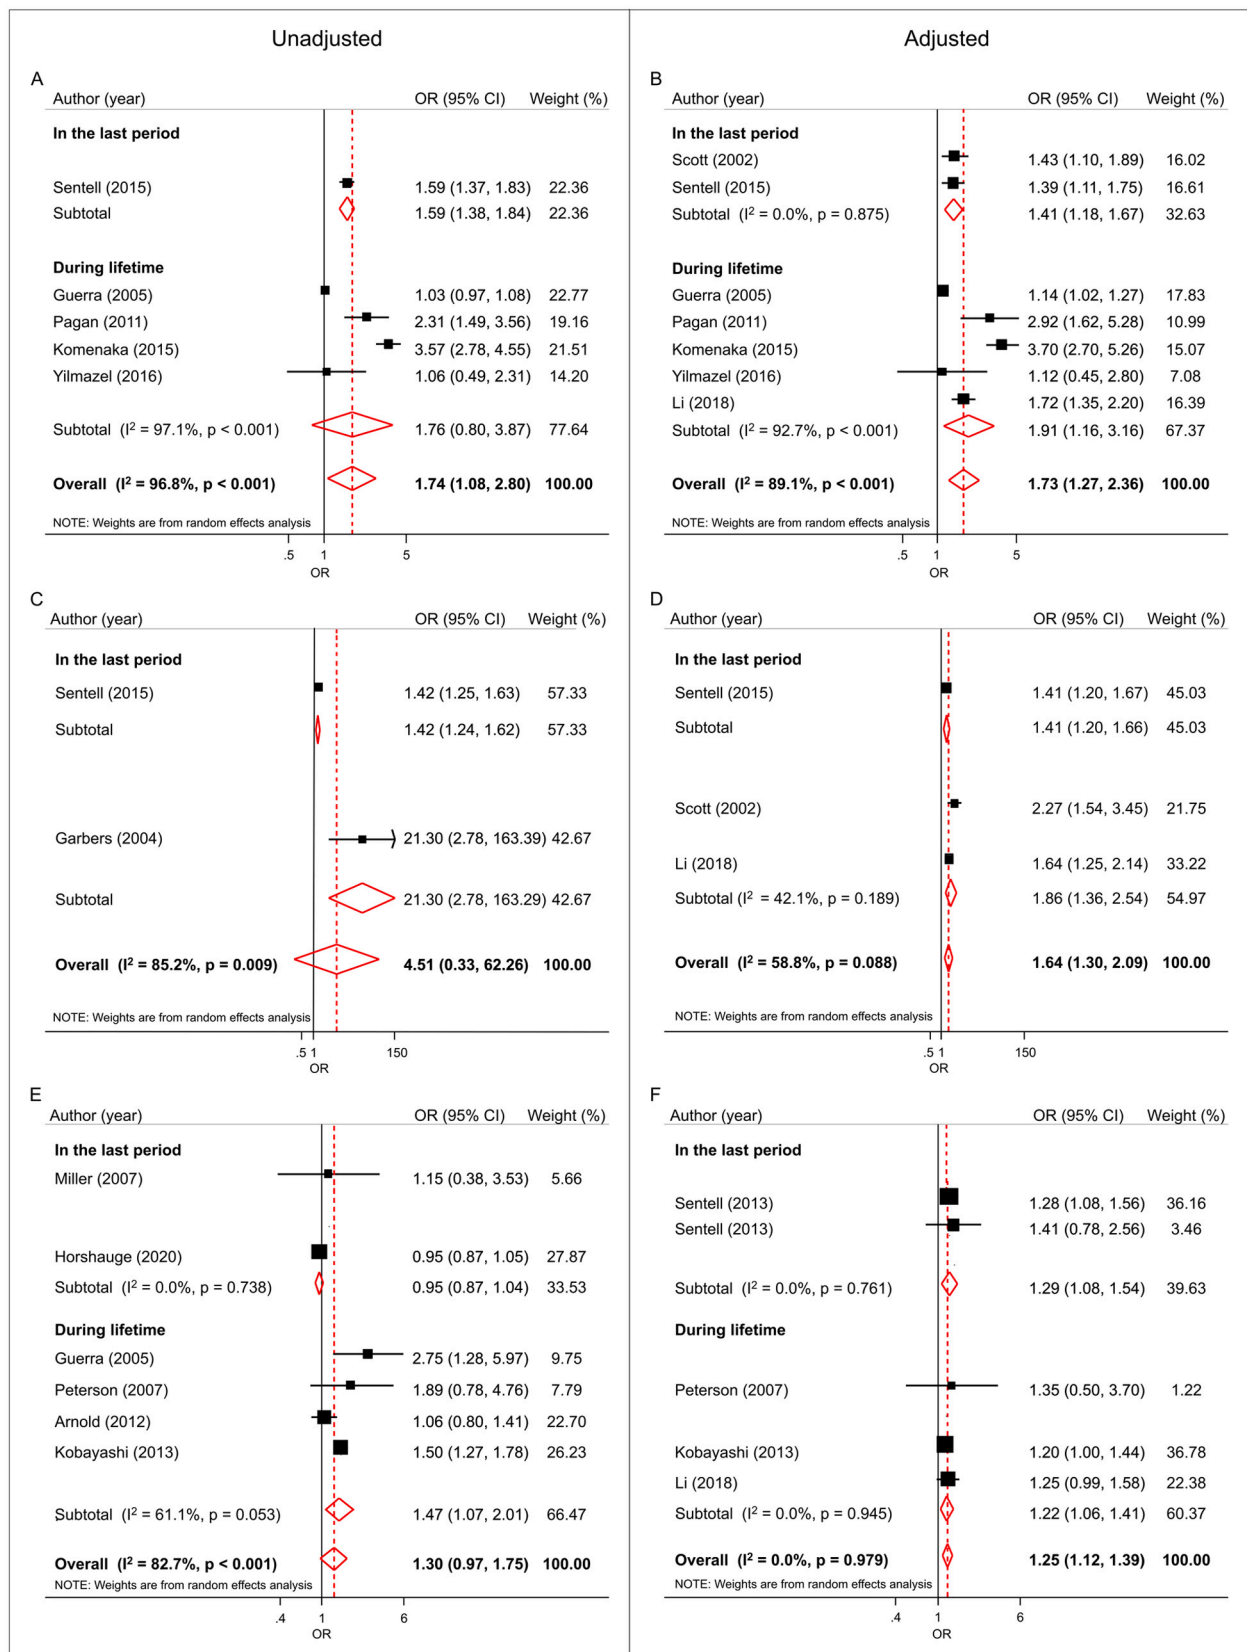 Unadjusted
Adjusted
A
Author (year) OR (95% CI) Weight (%)
In the last period
Sentell (2015) 1.59 (1.37, 1.83) 22.36
Subtotal 1.59 (1.38, 1.84) 22.36
During lifetime
Guerra (2005) 1.03 (0.97, 1.08) 22.77
Pagan (2011) 2.31 (1.49, 3.56) 19.16
Komenaka (2015) 3.57 (2.78, 4.55) 21.51
Yilmazel (2016) 1.06 (0.49, 2.31) 14.20
Subtotal (I² = 97.1%, p < 0.001) 1.76 (0.80, 3.87) 77.64
Overall (I² = 96.8%, p < 0.001) 1.74 (1.08, 2.80) 100.00
NOTE: Weights are from random effects analysis
.5 1 5
OR
B
Author (year) OR (95% CI) Weight (%)
In the last period
Scott (2002) 1.43 (1.10, 1.89) 16.02
Sentell (2015) 1.39 (1.11, 1.75) 16.61
Subtotal (I² = 0.0%, p = 0.875) 1.41 (1.18, 1.67) 32.63
During lifetime
Guerra (2005) 1.14 (1.02, 1.27) 17.83
Pagan (2011) 2.92 (1.62, 5.28) 10.99
Komenaka (2015) 3.70 (2.70, 5.26) 15.07
Yilmazel (2016) 1.12 (0.45, 2.80) 7.08
Li (2018) 1.72 (1.35, 2.20) 16.39
Subtotal (I² = 92.7%, p < 0.001) 1.91 (1.16, 3.16) 67.37
Overall (I² = 89.1%, p < 0.001) 1.73 (1.27, 2.36) 100.00
NOTE: Weights are from random effects analysis
.5 1 5
OR
C
Author (year) OR (95% CI) Weight (%)
In the last period
Sentell (2015) 1.42 (1.25, 1.63) 57.33
Subtotal 1.42 (1.24, 1.62) 57.33
Garbers (2004) 21.30 (2.78, 163.39) 42.67
Subtotal 21.30 (2.78, 163.29) 42.67
Overall (I² = 85.2%, p = 0.009) 4.51 (0.33, 62.26) 100.00
NOTE: Weights are from random effects analysis
.5 1 150
OR
D
Author (year) OR (95% CI) Weight (%)
In the last period
Sentell (2015) 1.41 (1.20, 1.67) 45.03
Subtotal 1.41 (1.20, 1.66) 45.03
Scott (2002) 2.27 (1.54, 3.45) 21.75
Li (2018) 1.64 (1.25, 2.14) 33.22
Subtotal (I² = 42.1%, p = 0.189) 1.86 (1.36, 2.54) 54.97
Overall (I² = 58.8%, p = 0.088) 1.64 (1.30, 2.09) 100.00
NOTE: Weights are from random effects analysis
.5 1 150
OR
E
Author (year) OR (95% CI) Weight (%)
In the last period
Miller (2007) 1.15 (0.38, 3.53) 5.66
Horshauge (2020) 0.95 (0.87, 1.05) 27.87
Subtotal (I² = 0.0%, p = 0.738) 0.95 (0.87, 1.04) 33.53
During lifetime
Guerra (2005) 2.75 (1.28, 5.97) 9.75
Peterson (2007) 1.89 (0.78, 4.76) 7.79
Arnold (2012) 1.06 (0.80, 1.41) 22.70
Kobayashi (2013) 1.50 (1.27, 1.78) 26.23
Subtotal (I² = 61.1%, p = 0.053) 1.47 (1.07, 2.01) 66.47
Overall (I² = 82.7%, p < 0.001) 1.30 (0.97, 1.75) 100.00
NOTE: Weights are from random effects analysis
.4 1 6
OR
F
Author (year) OR (95% CI) Weight (%)
In the last period
Sentell (2013) 1.28 (1.08, 1.56) 36.16
Sentell (2013) 1.41 (0.78, 2.56) 3.46
Subtotal (I² = 0.0%, p = 0.761) 1.29 (1.08, 1.54) 39.63
During lifetime
Peterson (2007) 1.35 (0.50, 3.70) 1.22
Kobayashi (2013) 1.20 (1.00, 1.44) 36.78
Li (2018) 1.25 (0.99, 1.58) 22.38
Subtotal (I² = 0.0%, p = 0.945) 1.22 (1.06, 1.41) 60.37
Overall (I² = 0.0%, p = 0.979) 1.25 (1.12, 1.39) 100.00
NOTE: Weights are from random effects analysis
.4 1 6
OR